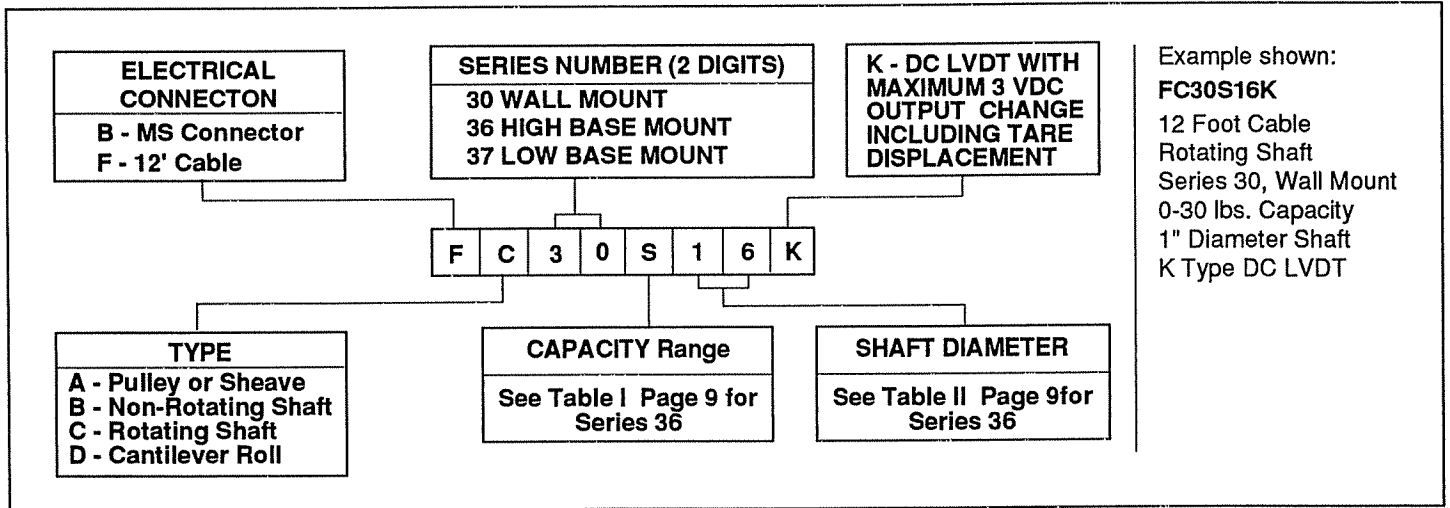 ELECTRICAL
CONNECTON
B - MS Connector
F - 12' Cable
SERIES NUMBER (2 DIGITS)
30 WALL MOUNT
36 HIGH BASE MOUNT
37 LOW BASE MOUNT
K - DC LVDT WITH
MAXIMUM 3 VDC
OUTPUT CHANGE
INCLUDING TARE
DISPLACEMENT
F C 3 0 S 1 6 K
TYPE
A - Pulley or Sheave
B - Non-Rotating Shaft
C - Rotating Shaft
D - Cantilever Roll
CAPACITY Range
See Table I Page 9 for
Series 36
SHAFT DIAMETER
See Table II Page 9for
Series 36
Example shown:
FC30S16K
12 Foot Cable
Rotating Shaft
Series 30, Wall Mount
0-30 lbs. Capacity
1" Diameter Shaft
K Type DC LVDT